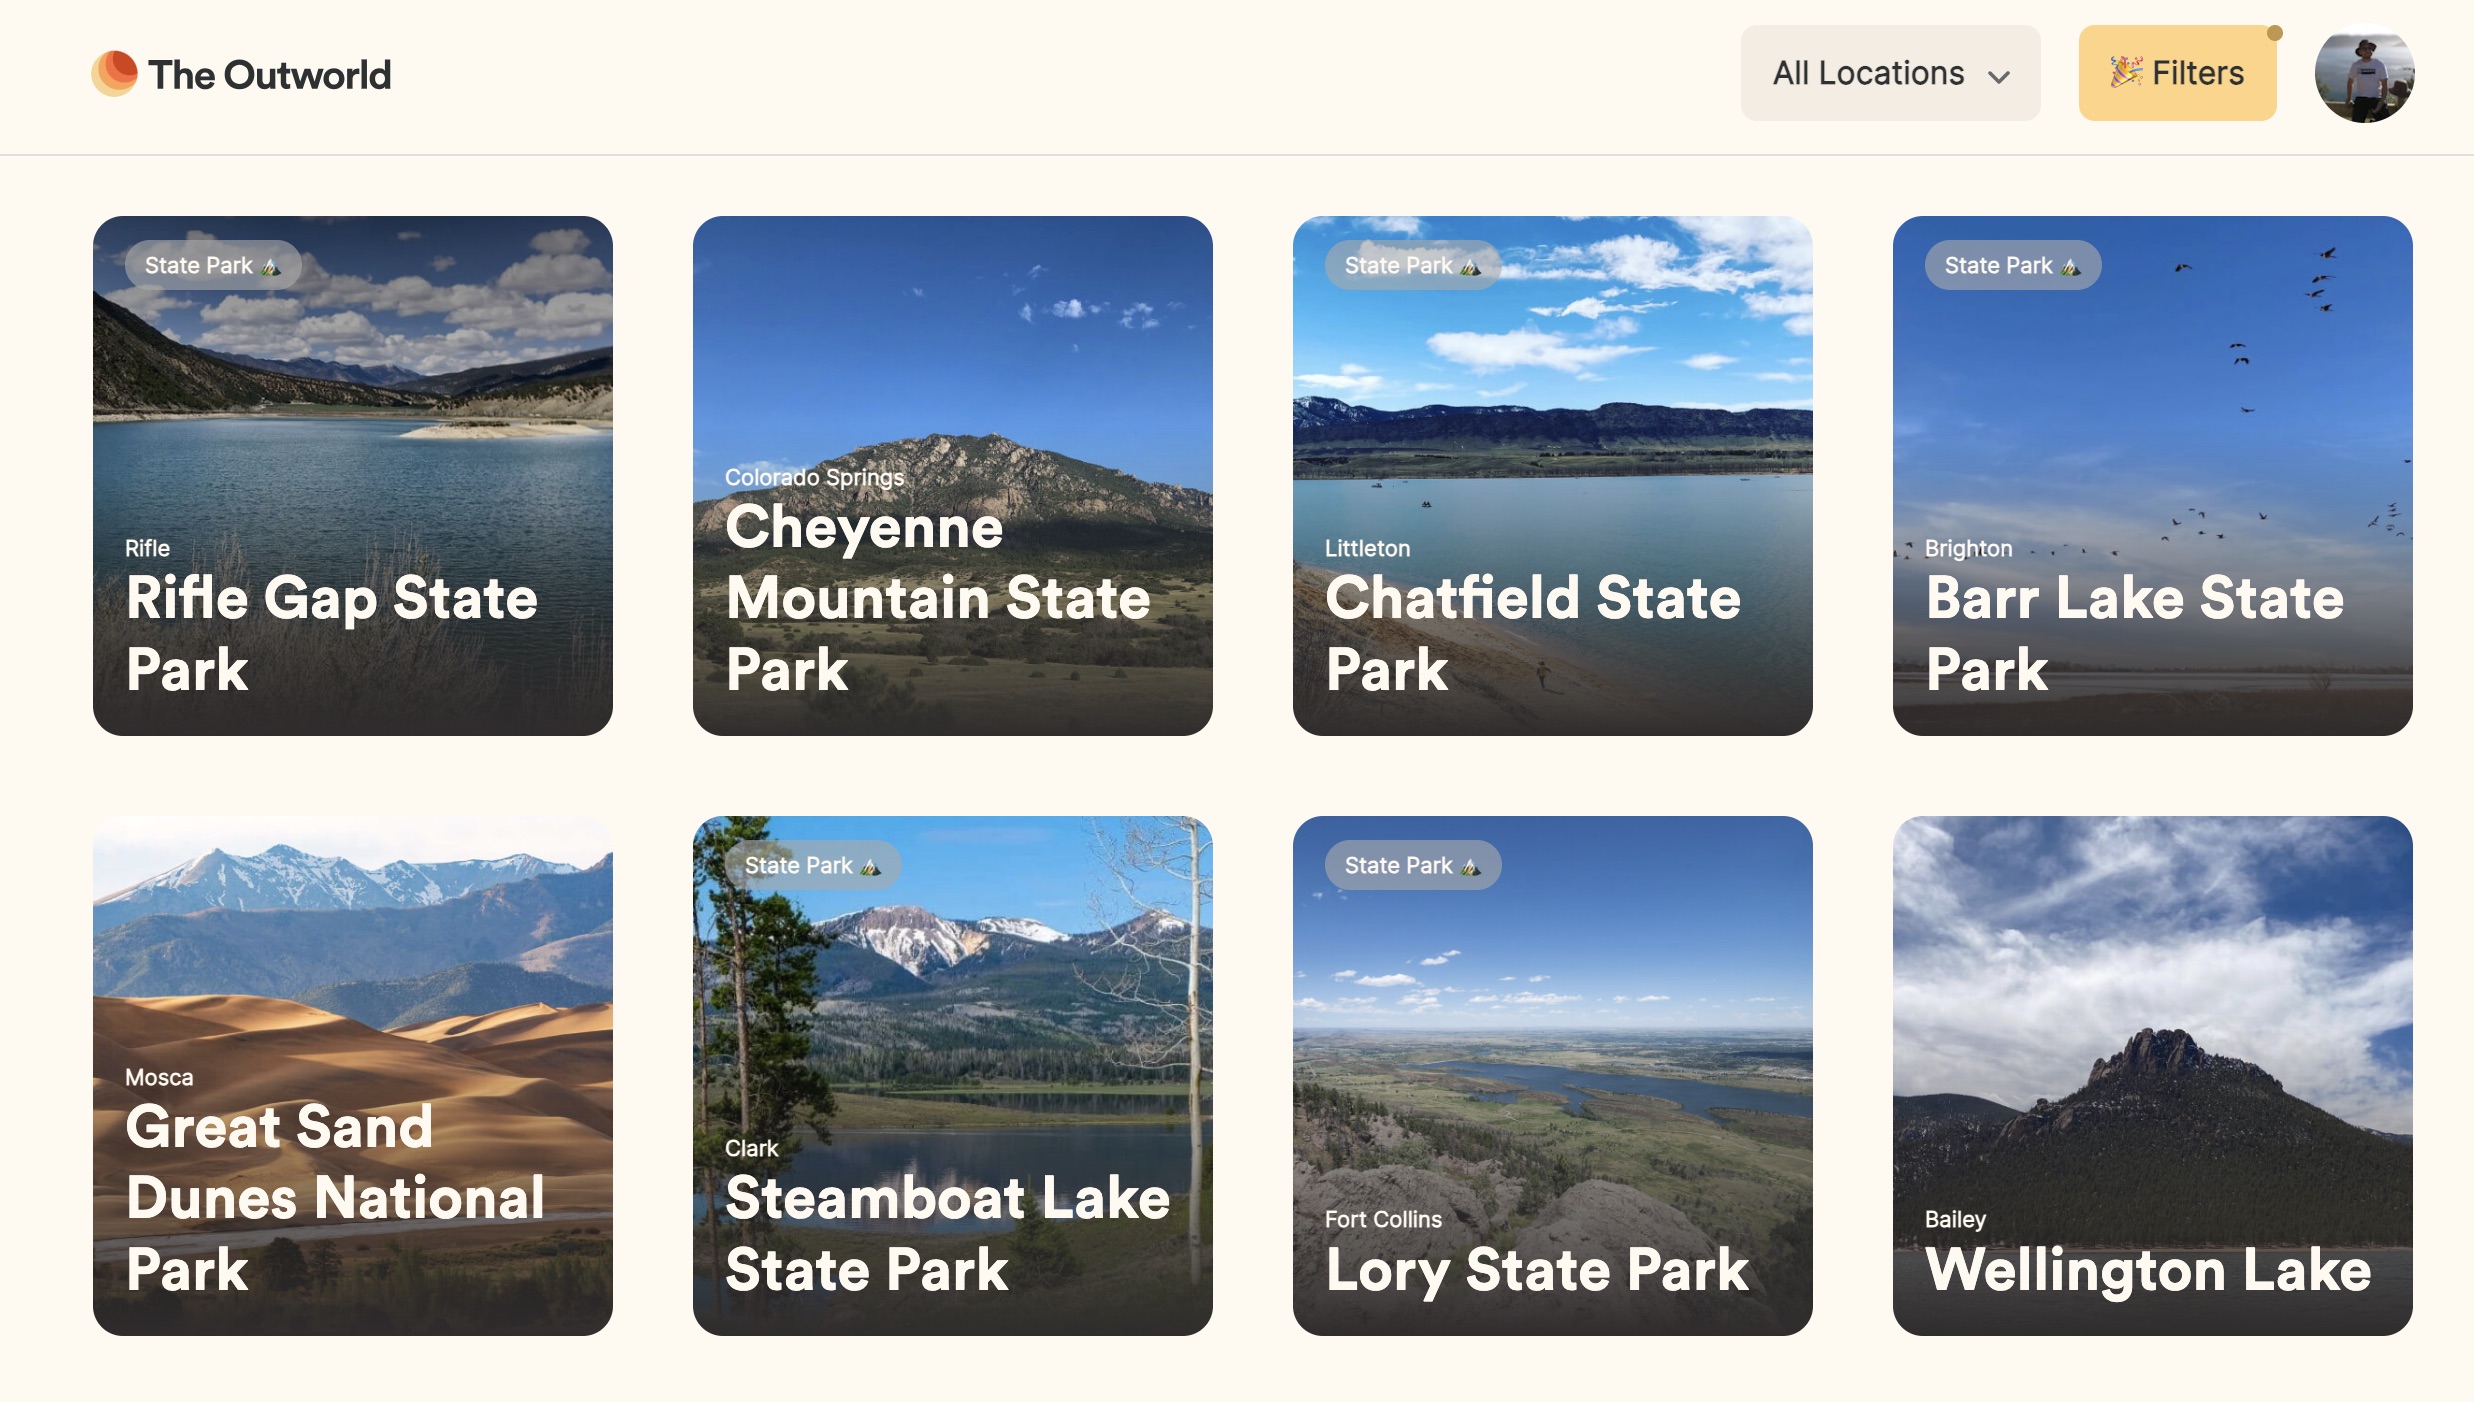 The Outworld
All Locations
🎉 Filters
State Park ⛰️
Rifle
Rifle Gap State
Park
Colorado Springs
Cheyenne
Mountain State
Park
State Park ⛰️
Littleton
Chatfield State
Park
State Park ⛰️
Brighton
Barr Lake State
Park
Mosca
Great Sand
Dunes National
Park
State Park ⛰️
Clark
Steamboat Lake
State Park
State Park ⛰️
Fort Collins
Lory State Park
Bailey
Wellington Lake